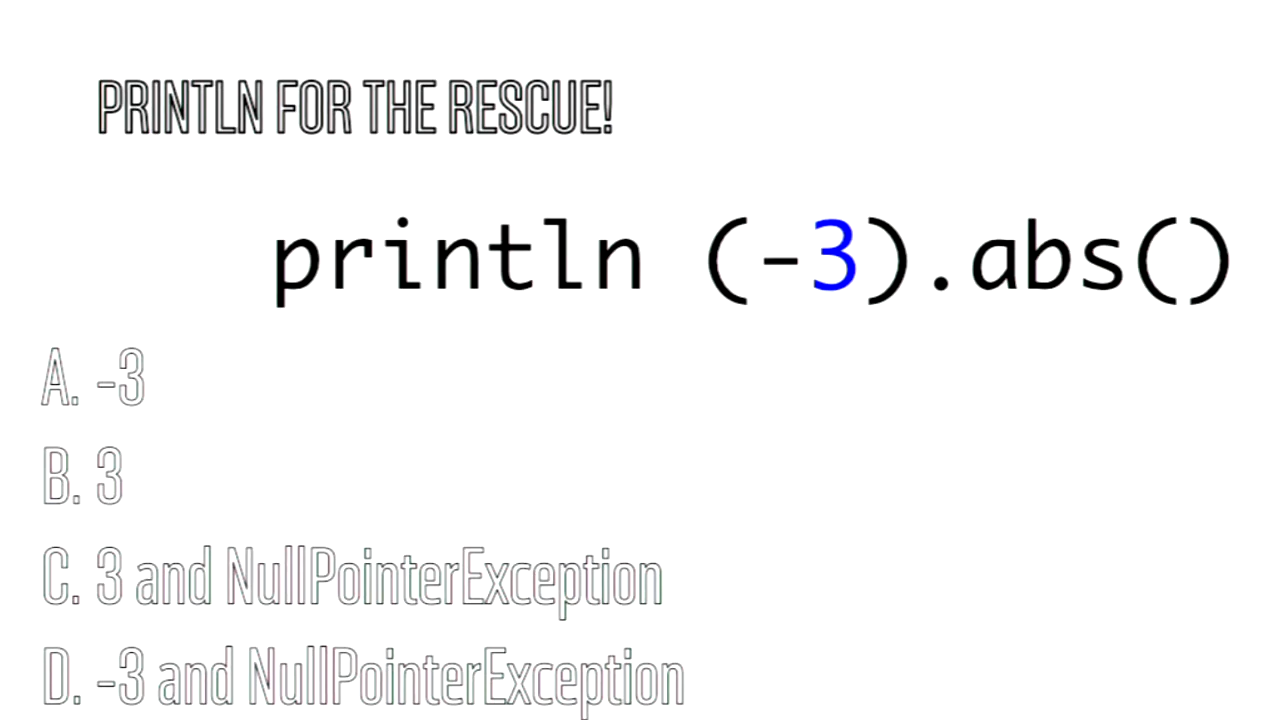 PRINTLN FOR THE RESCUE!
println (-3).abs()
A. -3
B. 3
C. 3 and NullPointerException
D. -3 and NullPointerException